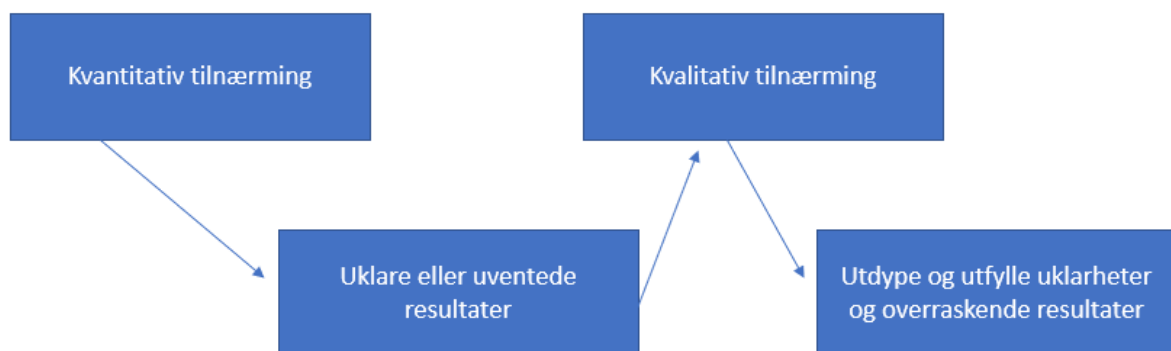 Kvantitativ tilnærming
Kvalitativ tilnærming
Uklare eller uventede
resultater
Utdype og utfylle uklarheter
og overraskende resultater